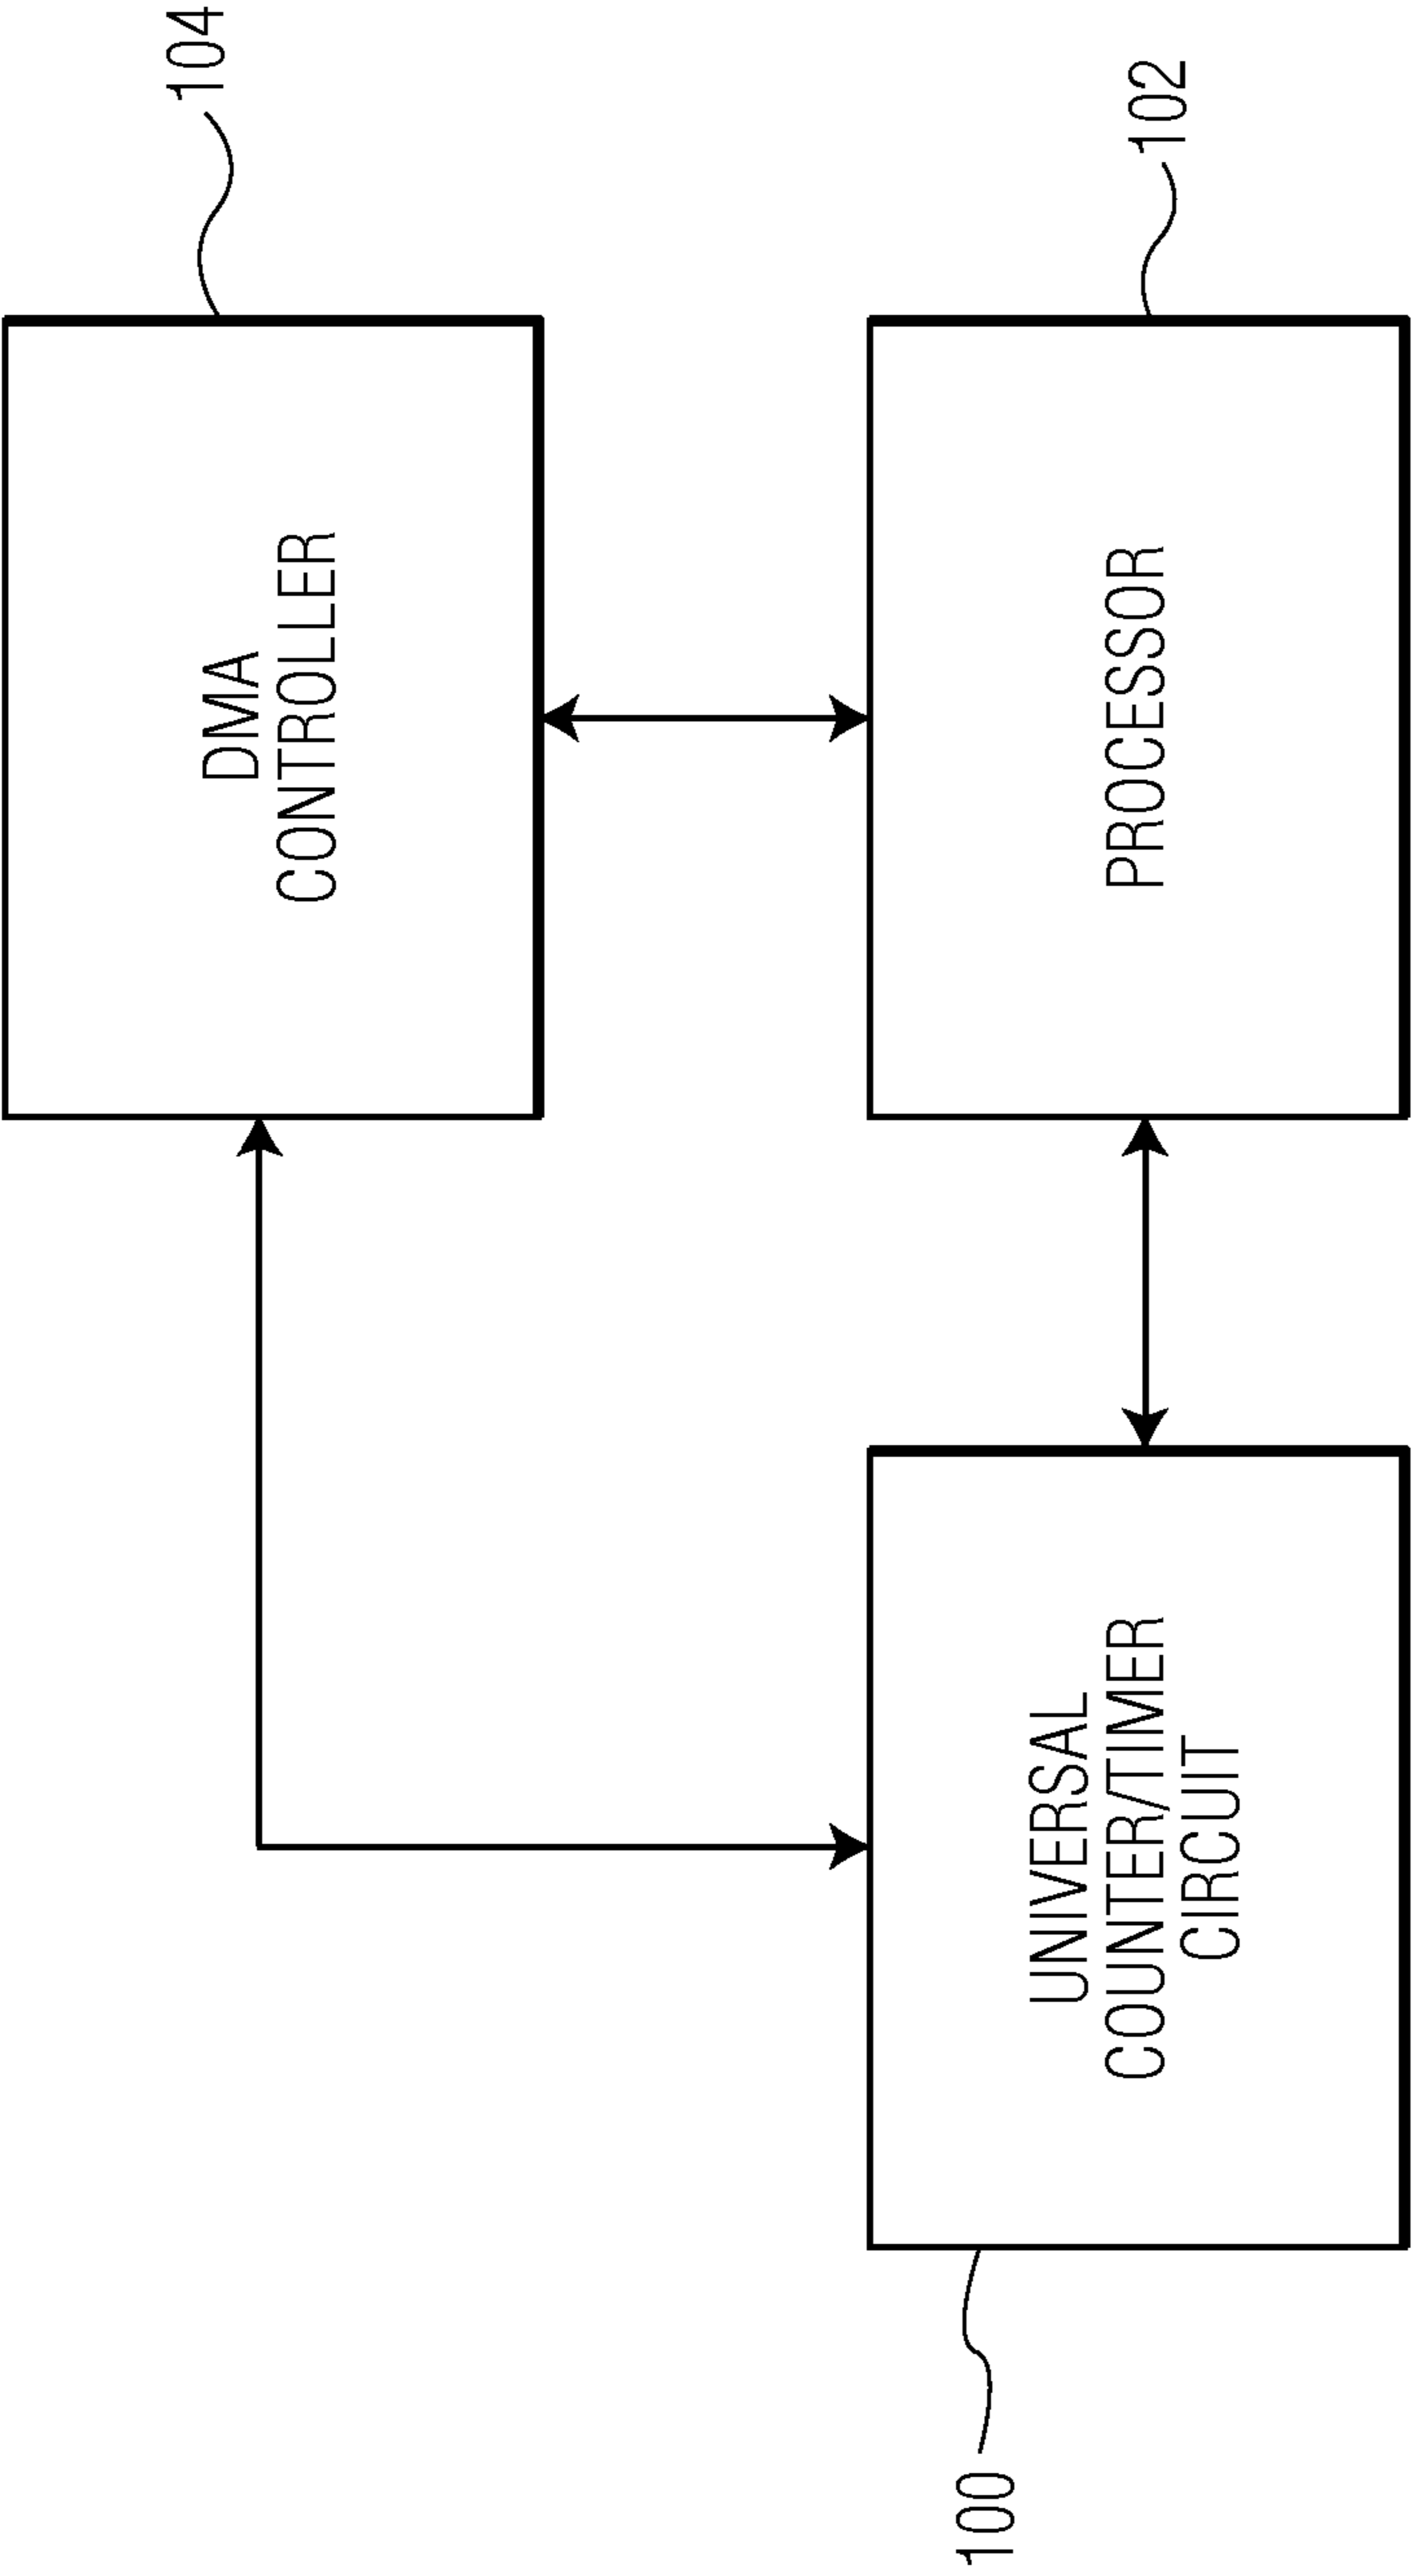 104
DMA
CONTROLLER
102
PROCESSOR
UNIVERSAL
COUNTER/TIMER
CIRCUIT
100